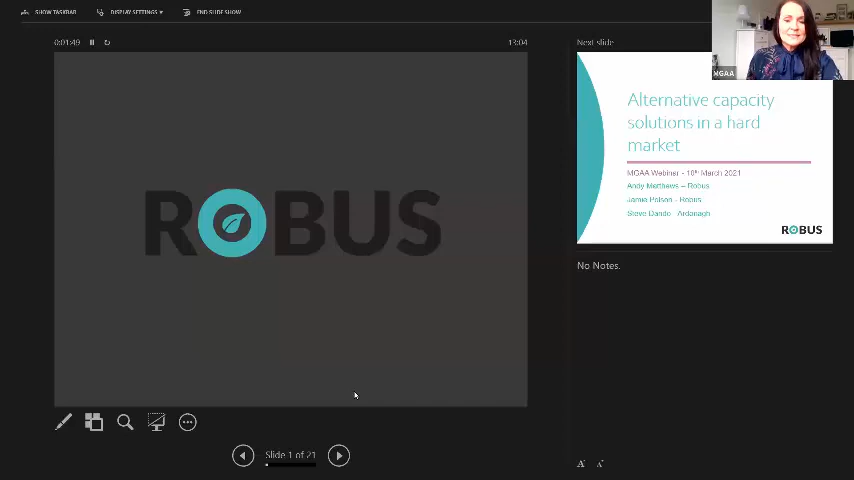 SHOW TASKBAR
DISPLAY SETTINGS ▾
END SLIDE SHOW
0:01:49
13:04
Next slide
MGAA
ROBUS
Alternative capacity
solutions in a hard
market
MGAA Webinar - 10th March 2021
Andy Matthews – Robus
Jamie Polson - Robus
Steve Dando - Ardanagh
ROBUS
No Notes.
Slide 1 of 21
A A